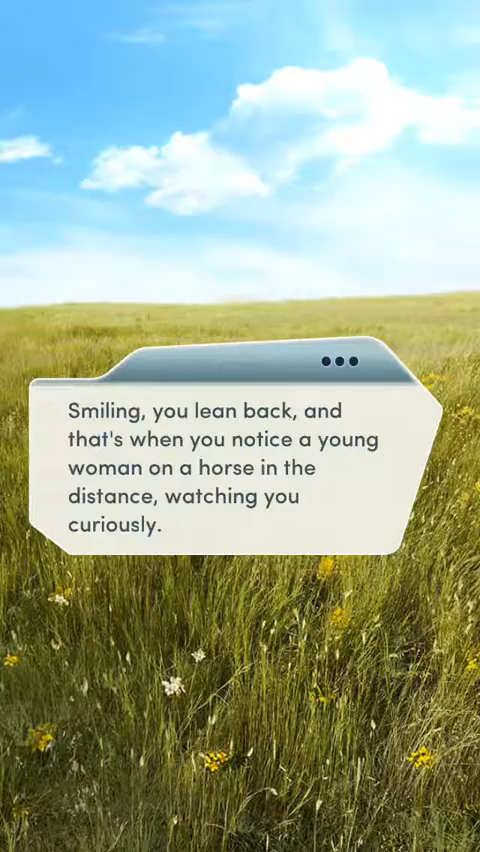 Smiling, you lean back, and
that's when you notice a young
woman on a horse in the
distance, watching you
curiously.